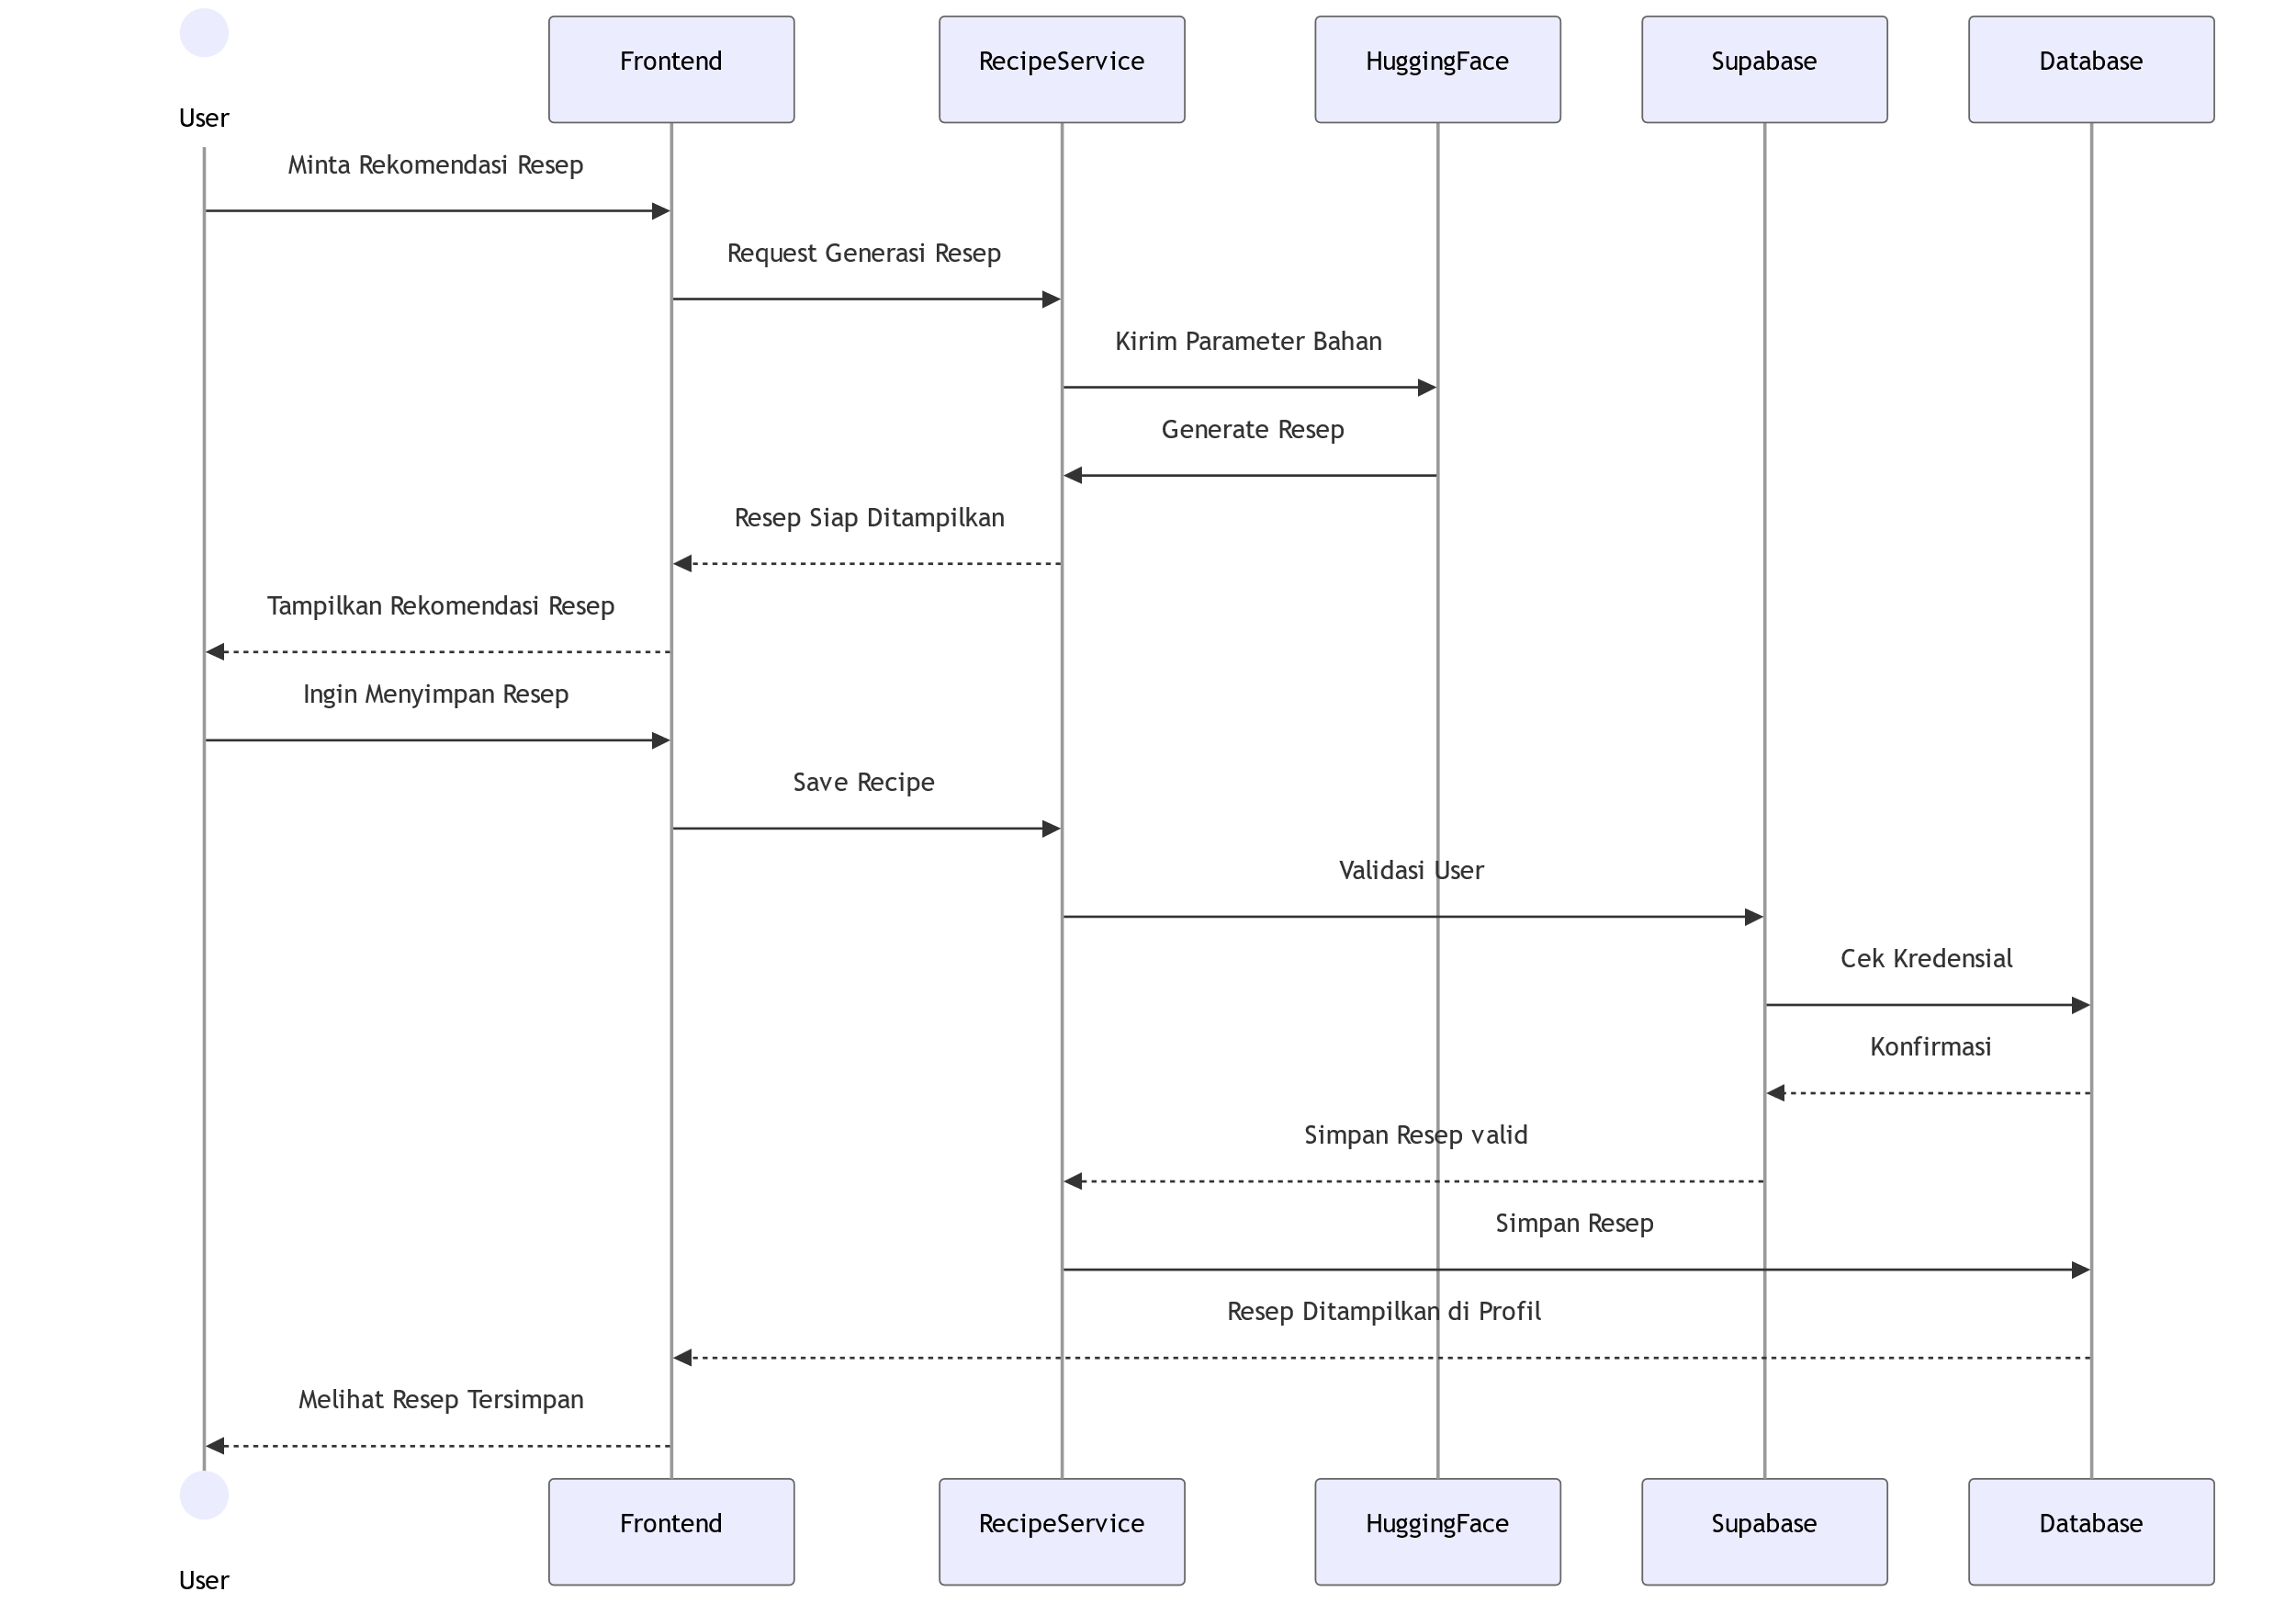 User
Frontend
RecipeService
HuggingFace
Supabase
Database
Minta Rekomendasi Resep
Request Generasi Resep
Kirim Parameter Bahan
Generate Resep
Resep Siap Ditampilkan
Tampilkan Rekomendasi Resep
Ingin Menyimpan Resep
Save Recipe
Validasi User
Cek Kredensial
Konfirmasi
Simpan Resep valid
Simpan Resep
Resep Ditampilkan di Profil
Melihat Resep Tersimpan
User
Frontend
RecipeService
HuggingFace
Supabase
Database